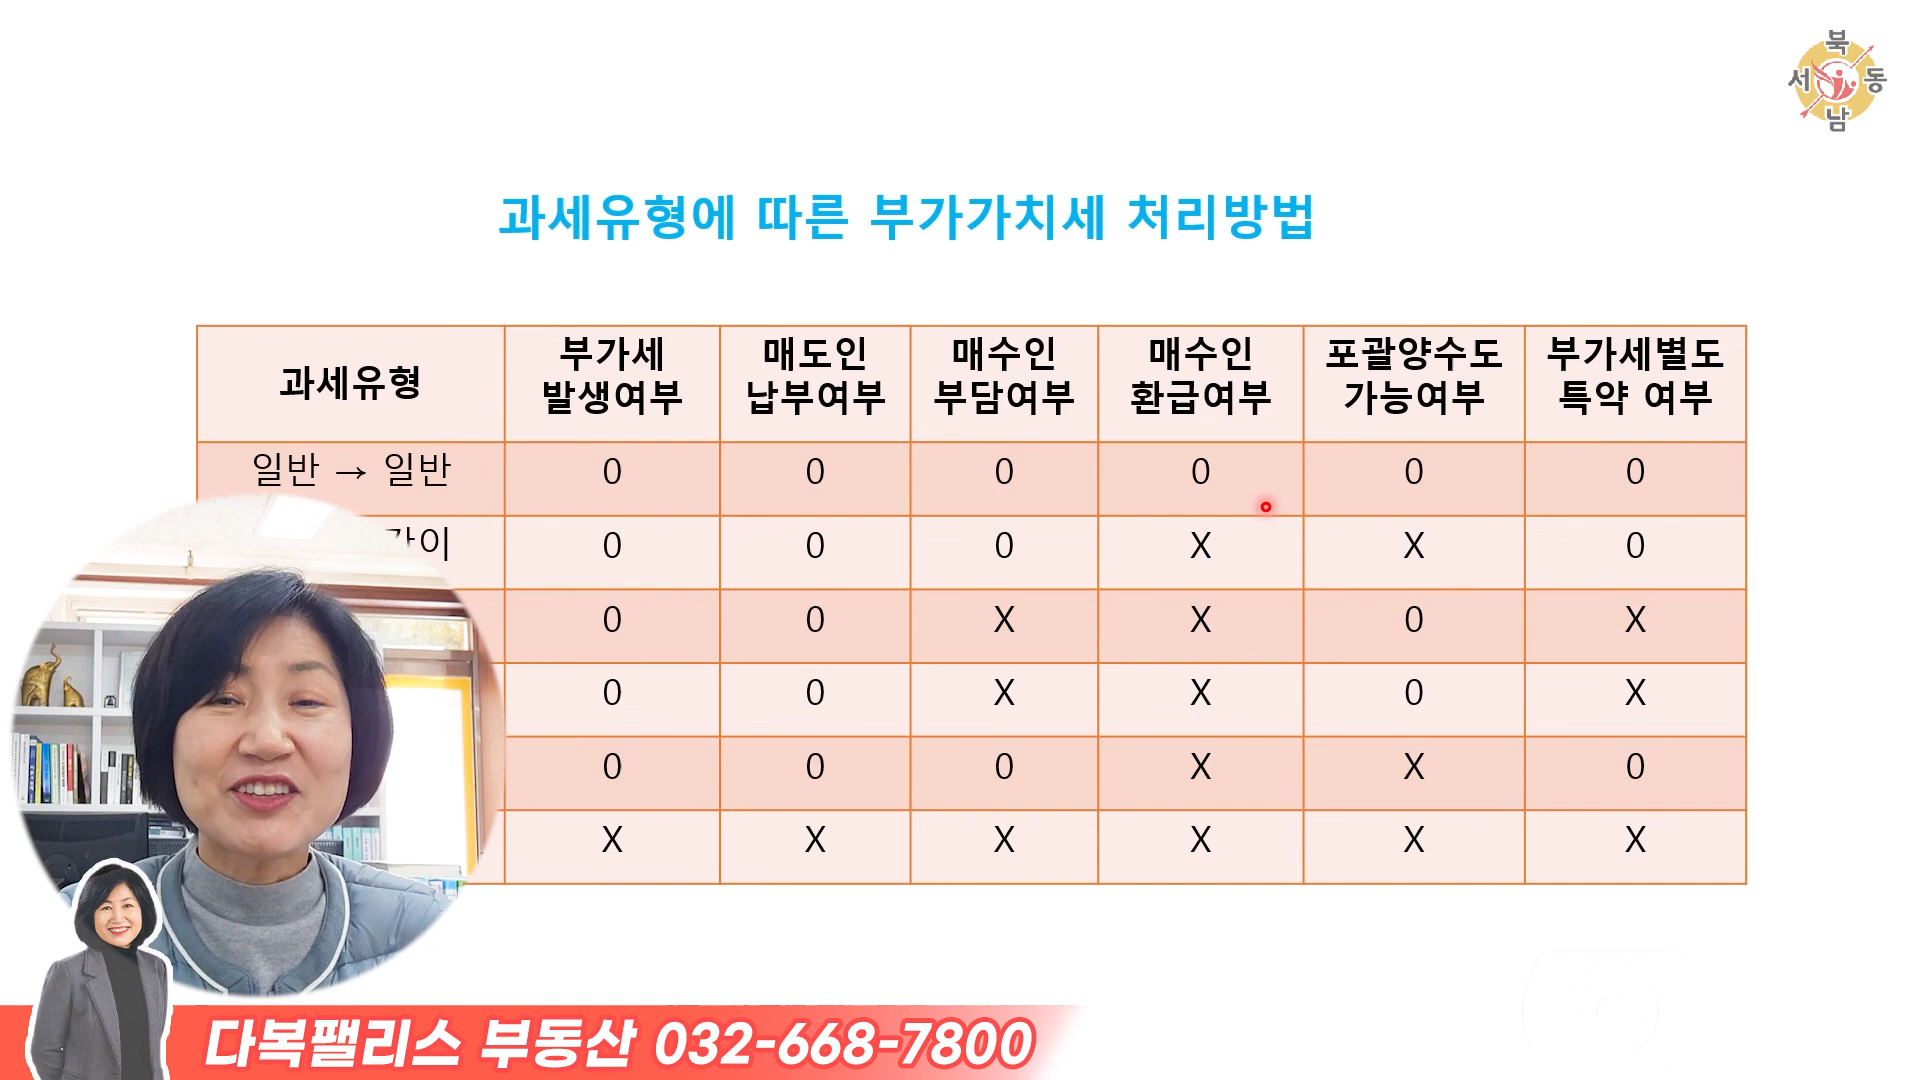 북
서 동
남
과세유형에 따른 부가가치세 처리방법
과세유형 부가세 발생여부 매도인 납부여부 매수인 부담여부 매수인 환급여부 포괄양수도 가능여부 부가세별도 특약 여부
일반 → 일반 0 0 0 0 0 0
간이 0 0 0 X X 0
0 0 X X 0 X
0 0 X X 0 X
0 0 0 X X 0
X X X X X X
다복팰리스 부동산 032-668-7800